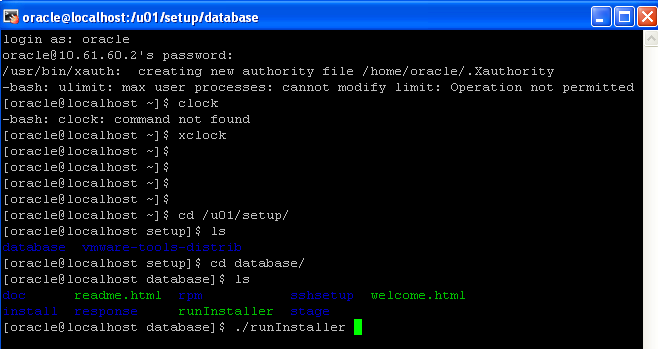 oracle@localhost:/u01/setup/database
login as: oracle
oracle@10.61.60.2's password:
/usr/bin/xauth:  creating new authority file /home/oracle/.Xauthority
-bash: ulimit: max user processes: cannot modify limit: Operation not permitted
[oracle@localhost ~]$ clock
-bash: clock: command not found
[oracle@localhost ~]$ xclock
[oracle@localhost ~]$
[oracle@localhost ~]$
[oracle@localhost ~]$
[oracle@localhost ~]$
[oracle@localhost ~]$ cd /u01/setup/
[oracle@localhost setup]$ ls
database  vmware-tools-distrib
[oracle@localhost setup]$ cd database/
[oracle@localhost database]$ ls
doc      readme.html  rpm           sshsetup  welcome.html
install  response     runInstaller  stage
[oracle@localhost database]$ ./runInstaller